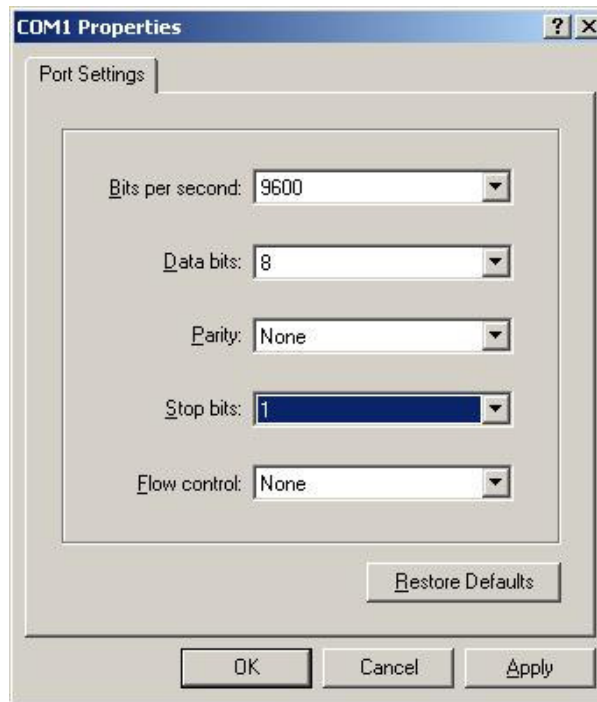 COM1 Properties
Port Settings
Bits per second: 9600
Data bits: 8
Parity: None
Stop bits: 1
Flow control: None
Restore Defaults
OK Cancel Apply